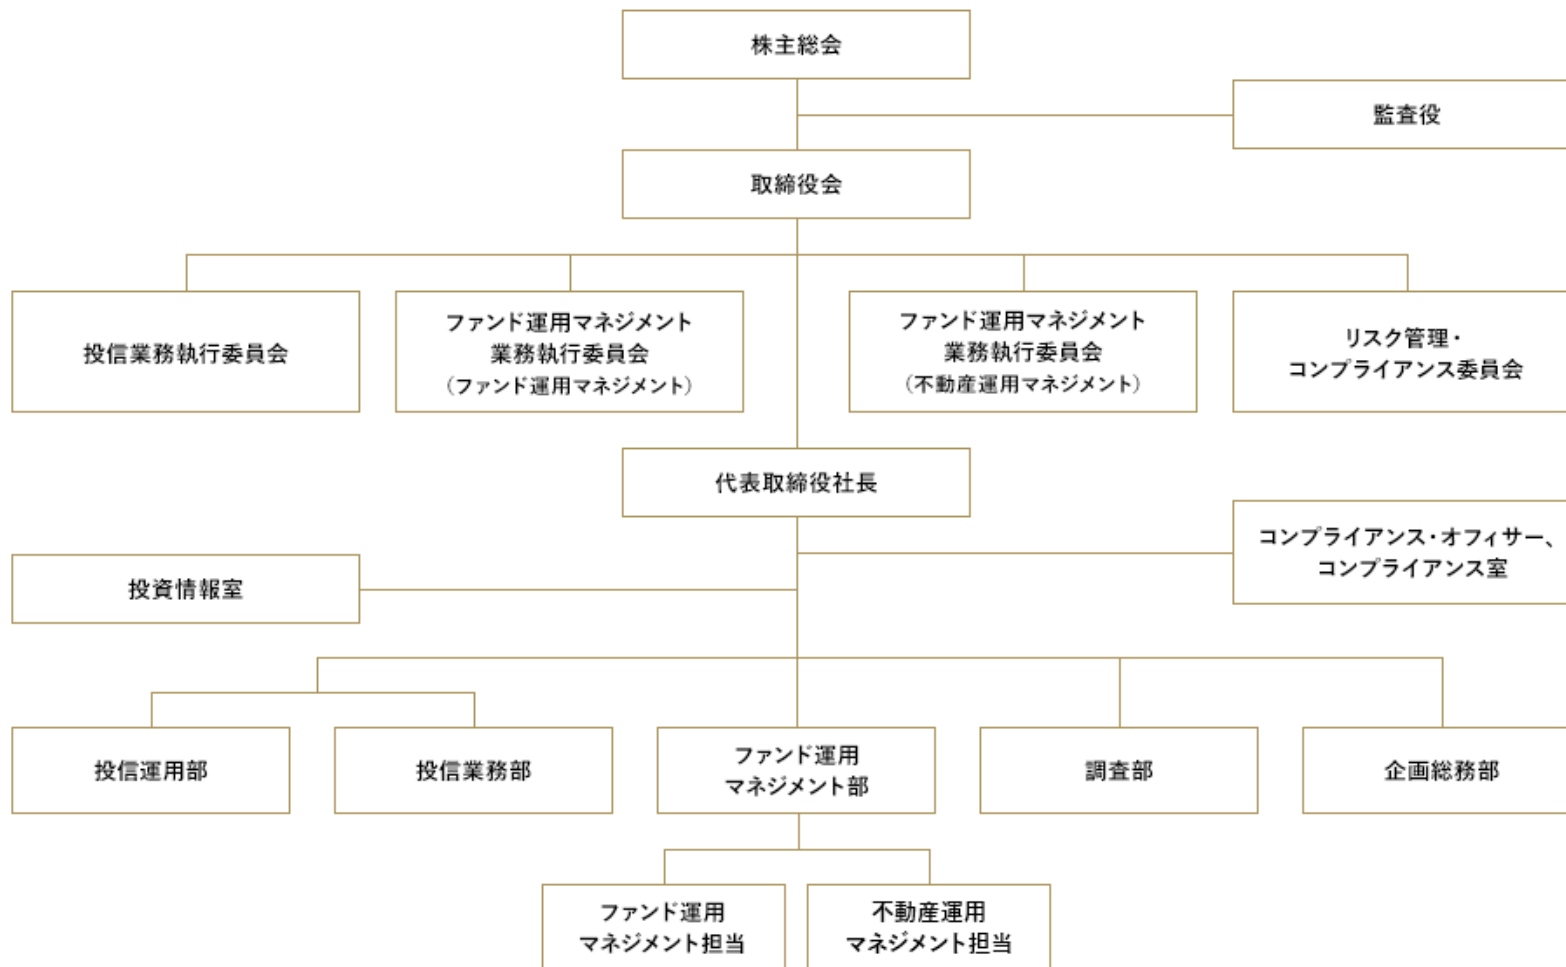 株主総会
監査役
取締役会
投信業務執行委員会
ファンド運用マネジメント
業務執行委員会
（ファンド運用マネジメント）
ファンド運用マネジメント
業務執行委員会
（不動産運用マネジメント）
リスク管理・
コンプライアンス委員会
代表取締役社長
コンプライアンス・オフィサー、
コンプライアンス室
投資情報室
投信運用部
投信業務部
ファンド運用
マネジメント部
調査部
企画総務部
ファンド運用
マネジメント担当
不動産運用
マネジメント担当